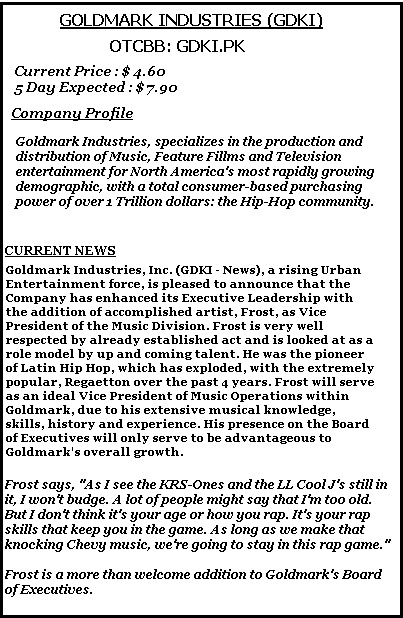 GOLDMARK INDUSTRIES (GDKI)
OTCBB: GDKI.PK
Current Price : $ 4.60
5 Day Expected : $ 7.90
Company Profile
Goldmark Industries, specializes in the production and
distribution of Music, Feature Fillms and Television
entertainment for North America's most rapidly growing
demographic, with a total consumer-based purchasing
power of over 1 Trillion dollars: the Hip-Hop community.
CURRENT NEWS
Goldmark Industries, Inc. (GDKI - News), a rising Urban
Entertainment force, is pleased to announce that the
Company has enhanced its Executive Leadership with
the addition of accomplished artist, Frost, as Vice
President of the Music Division. Frost is very well
respected by already established act and is looked at as a
role model by up and coming talent. He was the pioneer
of Latin Hip Hop, which has exploded, with the extremely
popular, Regaetton over the past 4 years. Frost will serve
as an ideal Vice President of Music Operations within
Goldmark, due to his extensive musical knowledge,
skills, history and experience. His presence on the Board
of Executives will only serve to be advantageous to
Goldmark's overall growth.
Frost says, "As I see the KRS-Ones and the LL Cool J's still in
it, I won't budge. A lot of people might say that I'm too old.
But I don't think it's your age or how you rap. It's your rap
skills that keep you in the game. As long as we make that
knocking Chevy music, we're going to stay in this rap game."
Frost is a more than welcome addition to Goldmark's Board
of Executives.